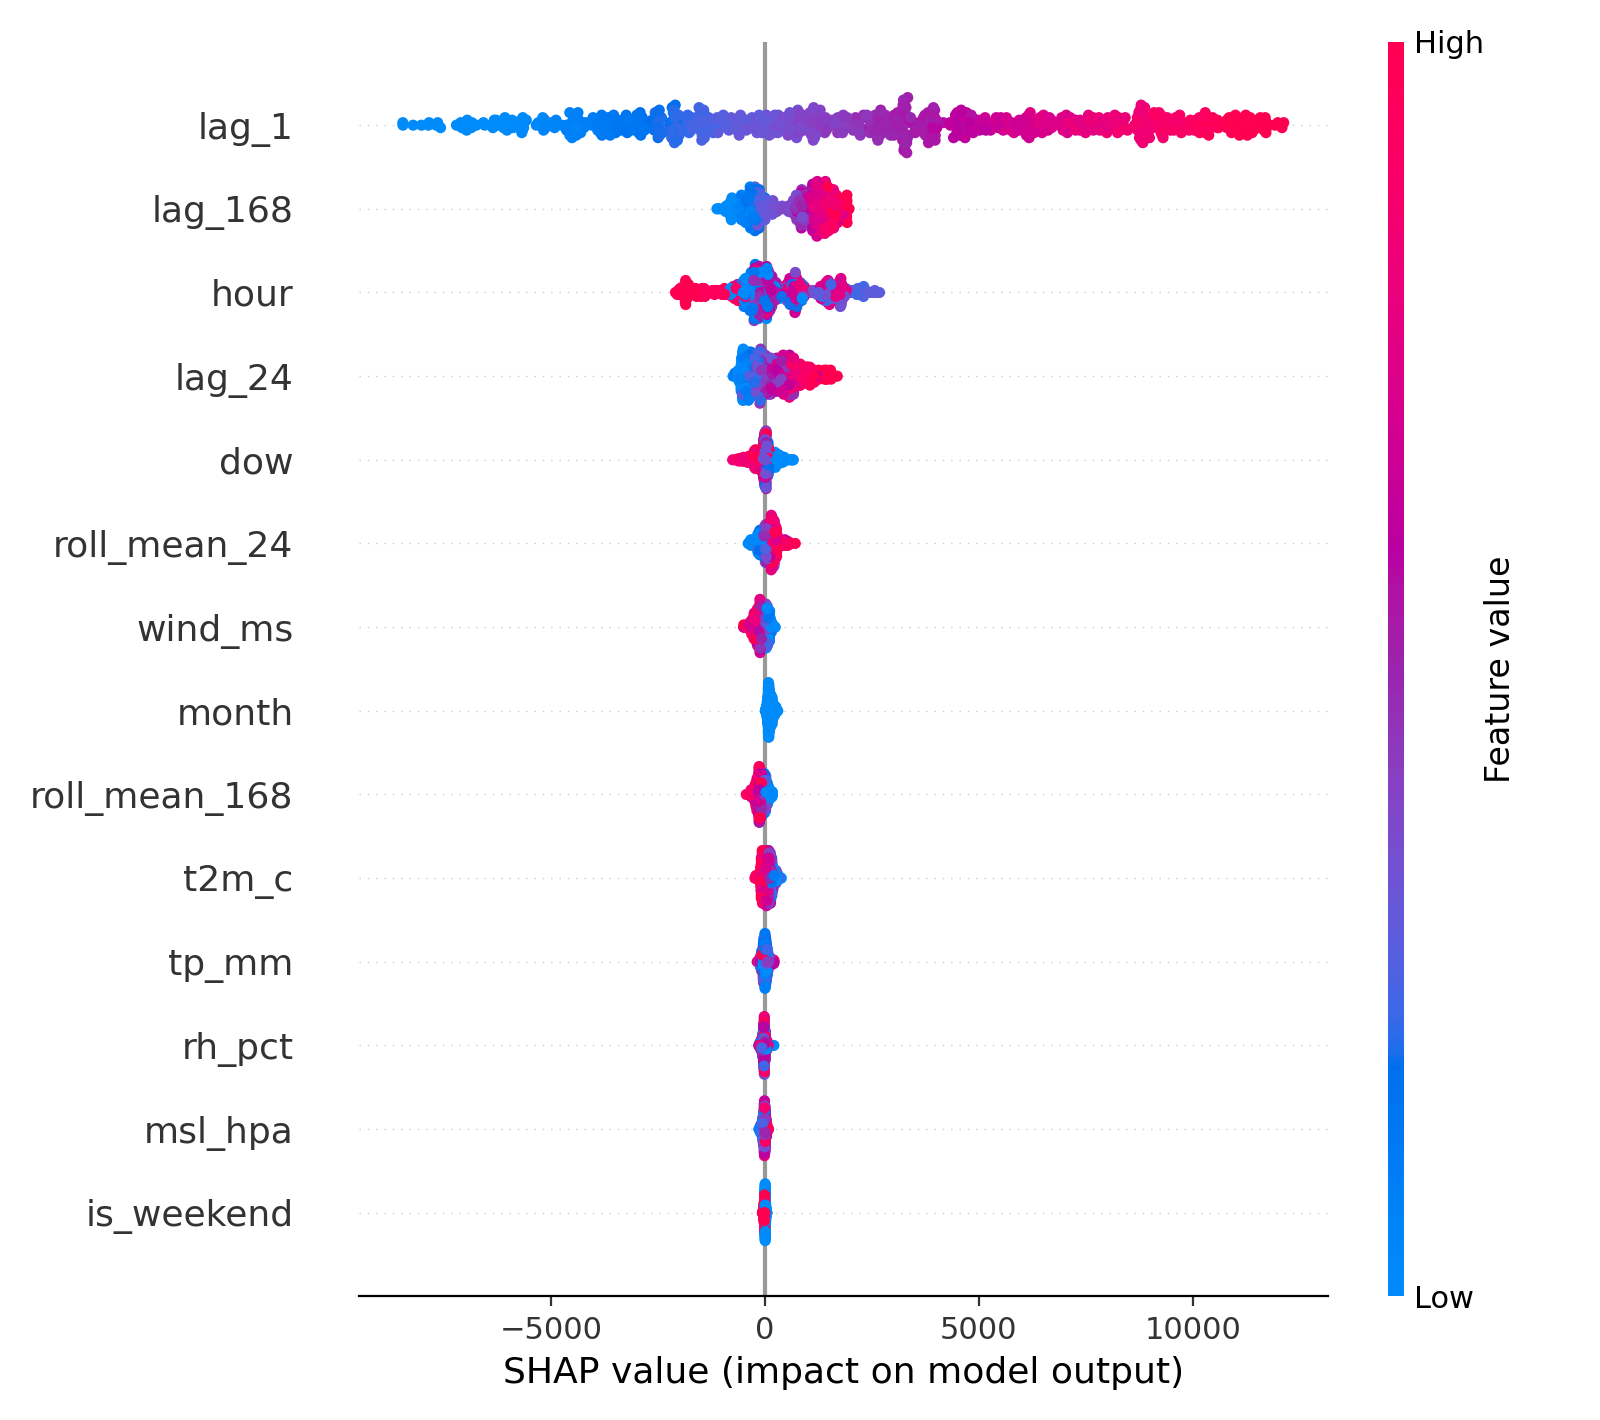 High
lag_1
lag_168
hour
lag_24
dow
roll_mean_24
wind_ms
month
roll_mean_168
t2m_c
tp_mm
rh_pct
msl_hpa
is_weekend
Feature value
Low
−5000 0 5000 10000
SHAP value (impact on model output)